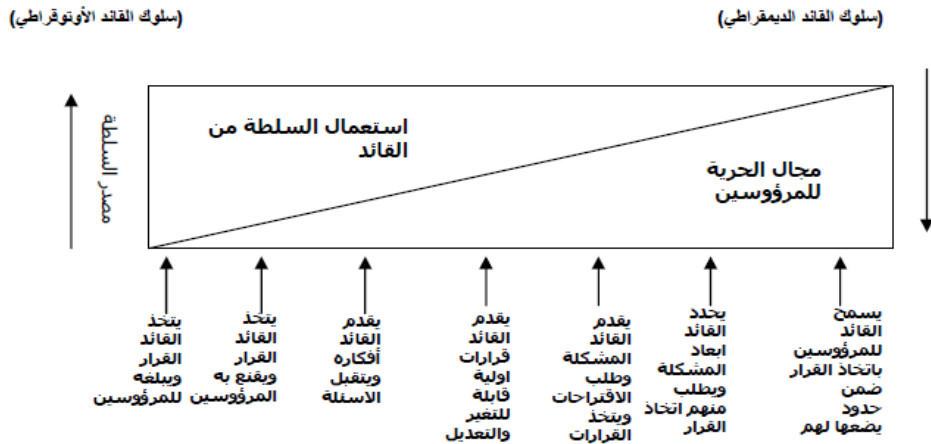 (سلوك القائد الديمقراطي)
(سلوك القائد الأوتوقراطي)
استعمال السلطة من
القائد
مجال الحرية
للمرؤوسين
مصدر السلطة
يسمح
القائد
للمرؤوسين
باتخاذ القرار
ضمن
حدود
يضعها لهم
يحدد
القائد
ابعاد
المشكلة
ويطلب
منهم اتخاذ
القرار
يقدم
القائد
المشكلة
وطلب
الاقتراحات
ويتخذ
القرارات
يقدم
القائد
قرارات
اولية
قابلة
للتغير
والتعديل
يقدم
القائد
أفكاره
ويتقبل
الاسئلة
يتخذ
القائد
القرار
ويقنع به
المرؤوسين
يتخذ
القائد
القرار
ويبلغه
للمرؤوسين